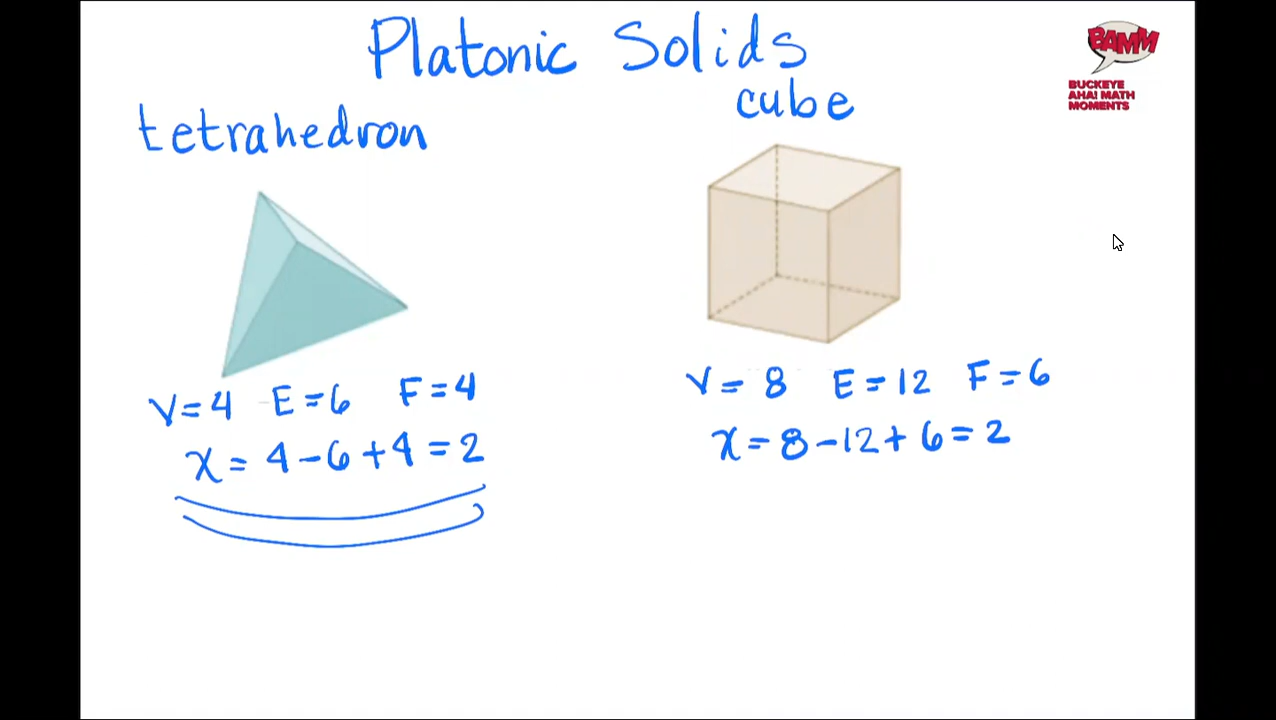 Platonic Solids
BAMM
BUCKEYE
AHA! MATH
MOMENTS
tetrahedron
cube
V=4 E=6 F=4
χ = 4-6+4=2
V=8 E=12 F=6
χ=8-12+6=2